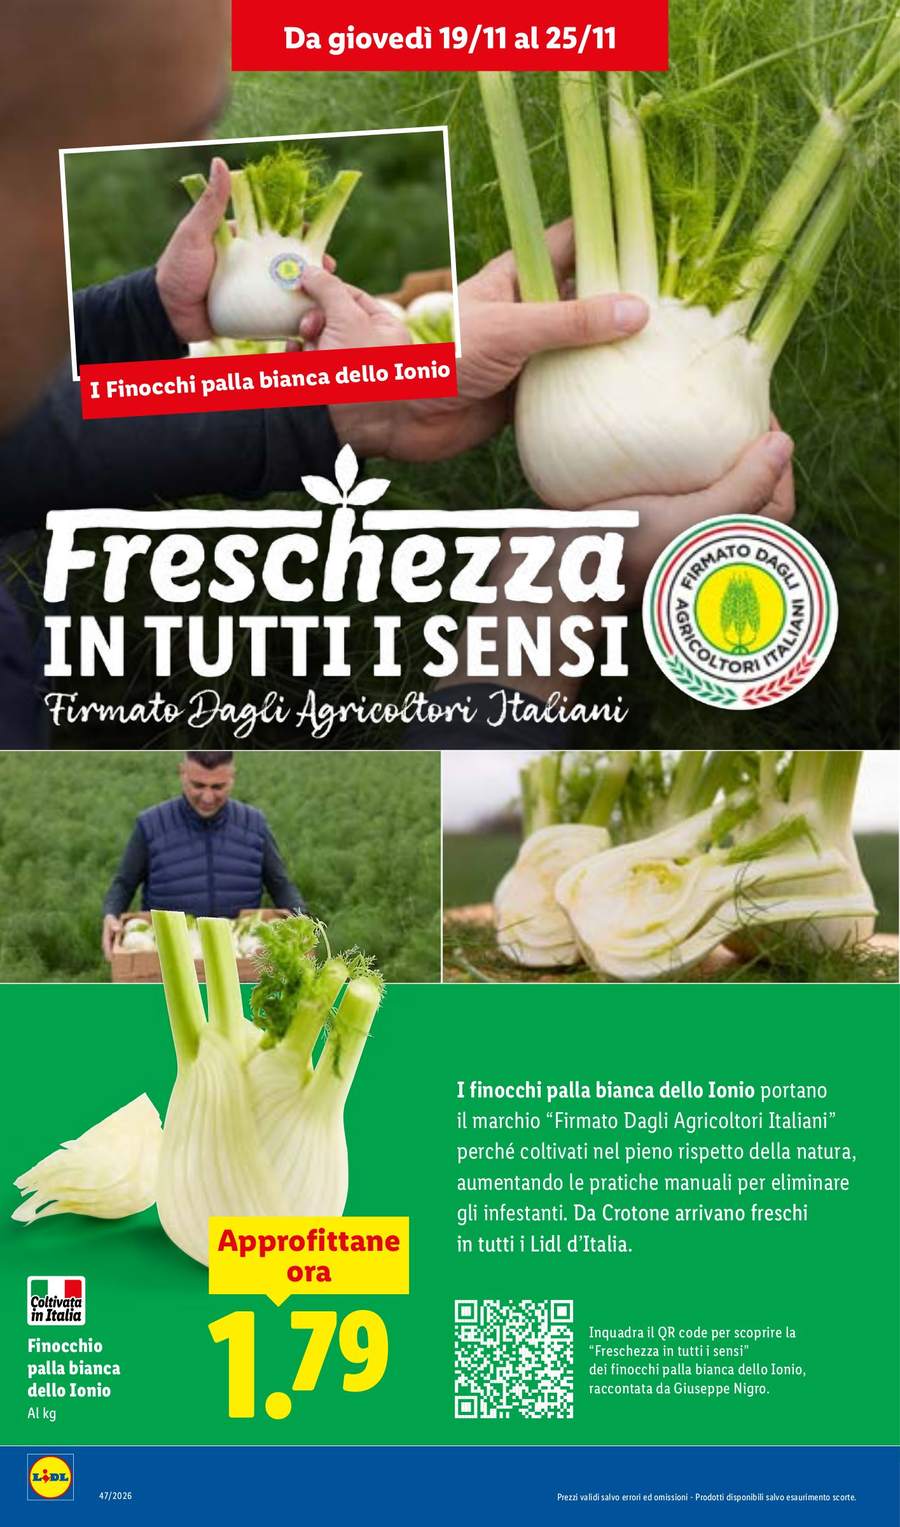 Da giovedì 19/11 al 25/11
I Finocchi palla bianca dello Ionio
Freschezza
IN TUTTI I SENSI
Firmato Dagli Agricoltori Italiani
FIRMATO DAGLI
AGRICOLTORI ITALIANI
I finocchi palla bianca dello Ionio portano
il marchio “Firmato Dagli Agricoltori Italiani”
perché coltivati nel pieno rispetto della natura,
aumentando le pratiche manuali per eliminare
gli infestanti. Da Crotone arrivano freschi
in tutti i Lidl d’Italia.
Approfittane
ora
1.79
Coltivata
in Italia
Finocchio
palla bianca
dello Ionio
Al kg
Inquadra il QR code per scoprire la
“Freschezza in tutti i sensi”
dei finocchi palla bianca dello Ionio,
raccontata da Giuseppe Nigro.
LIDL
47/2026
Prezzi validi salvo errori ed omissioni - Prodotti disponibili salvo esaurimento scorte.